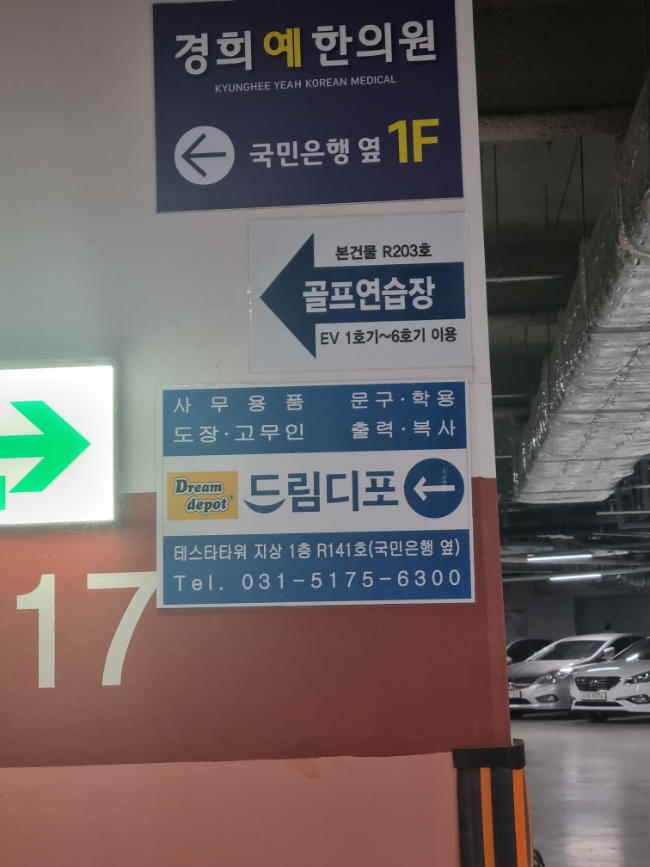 경희예한의원
KYUNGHEE YEAH KOREAN MEDICAL
국민은행 옆 1F
본건물 R203호
골프연습장
EV 1호기~6호기 이용
사 무 용 품 문구·학용
도장·고무인 출력·복사
Dream depot® 드림디포
테스타타워 지상 1층 R141호(국민은행 옆)
Tel. 031-5175-6300
17